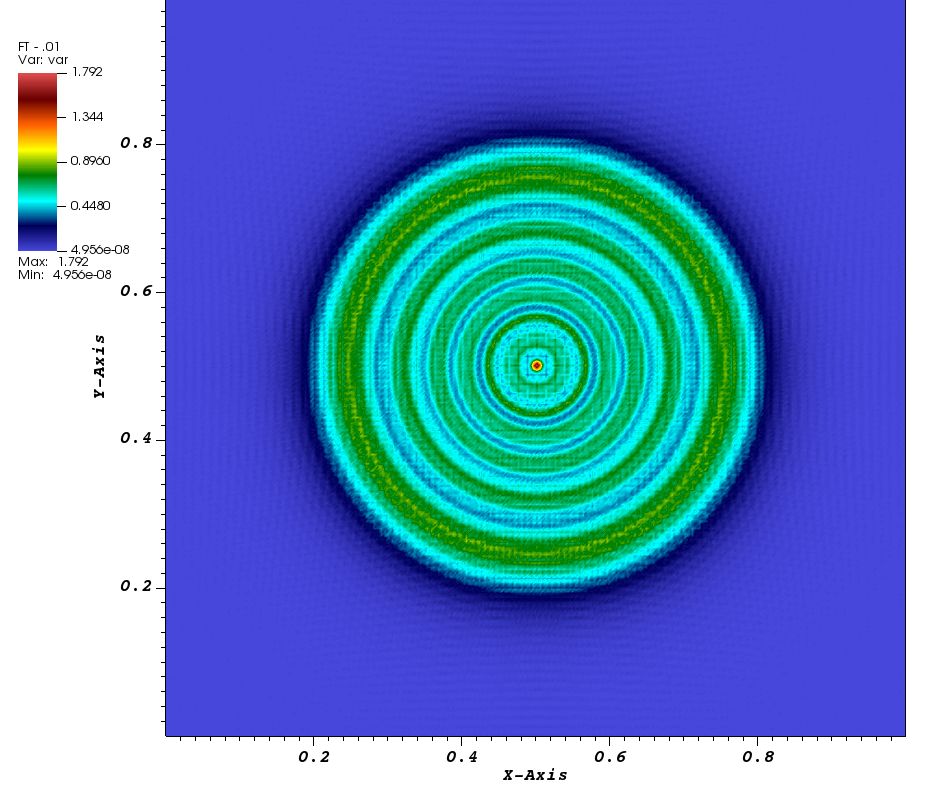 FT - .01
Var: var
1.792
1.344
0.8960
0.4480
4.956e-08
Max: 1.792
Min: 4.956e-08
0.8
0.6
0.4
0.2
Y-Axis
0.2 0.4 0.6 0.8
X-Axis